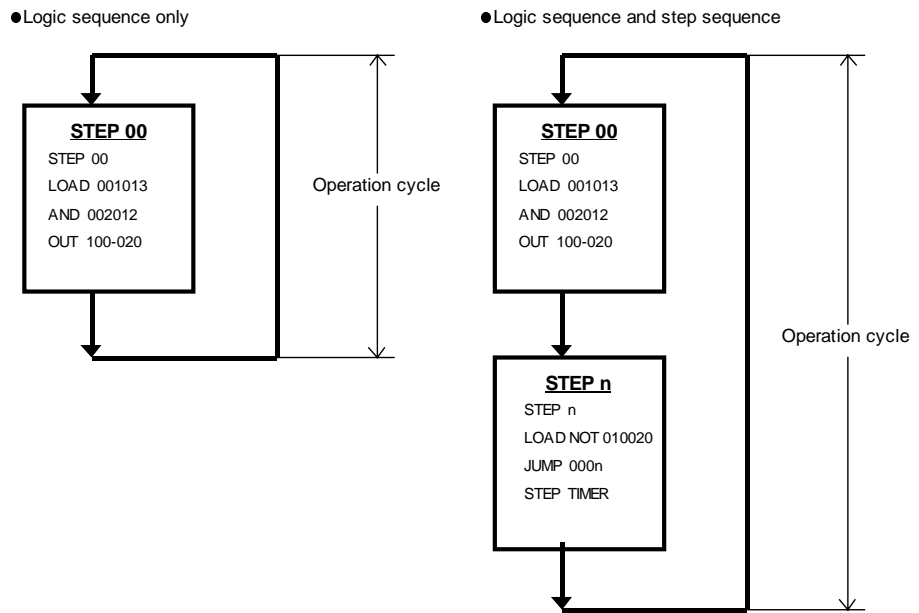 ●Logic sequence only
STEP 00
STEP 00
LOAD 001013
AND 002012
OUT 100-020
Operation cycle
●Logic sequence and step sequence
STEP 00
STEP 00
LOAD 001013
AND 002012
OUT 100-020
STEP n
STEP n
LOAD NOT 010020
JUMP 000n
STEP TIMER
Operation cycle